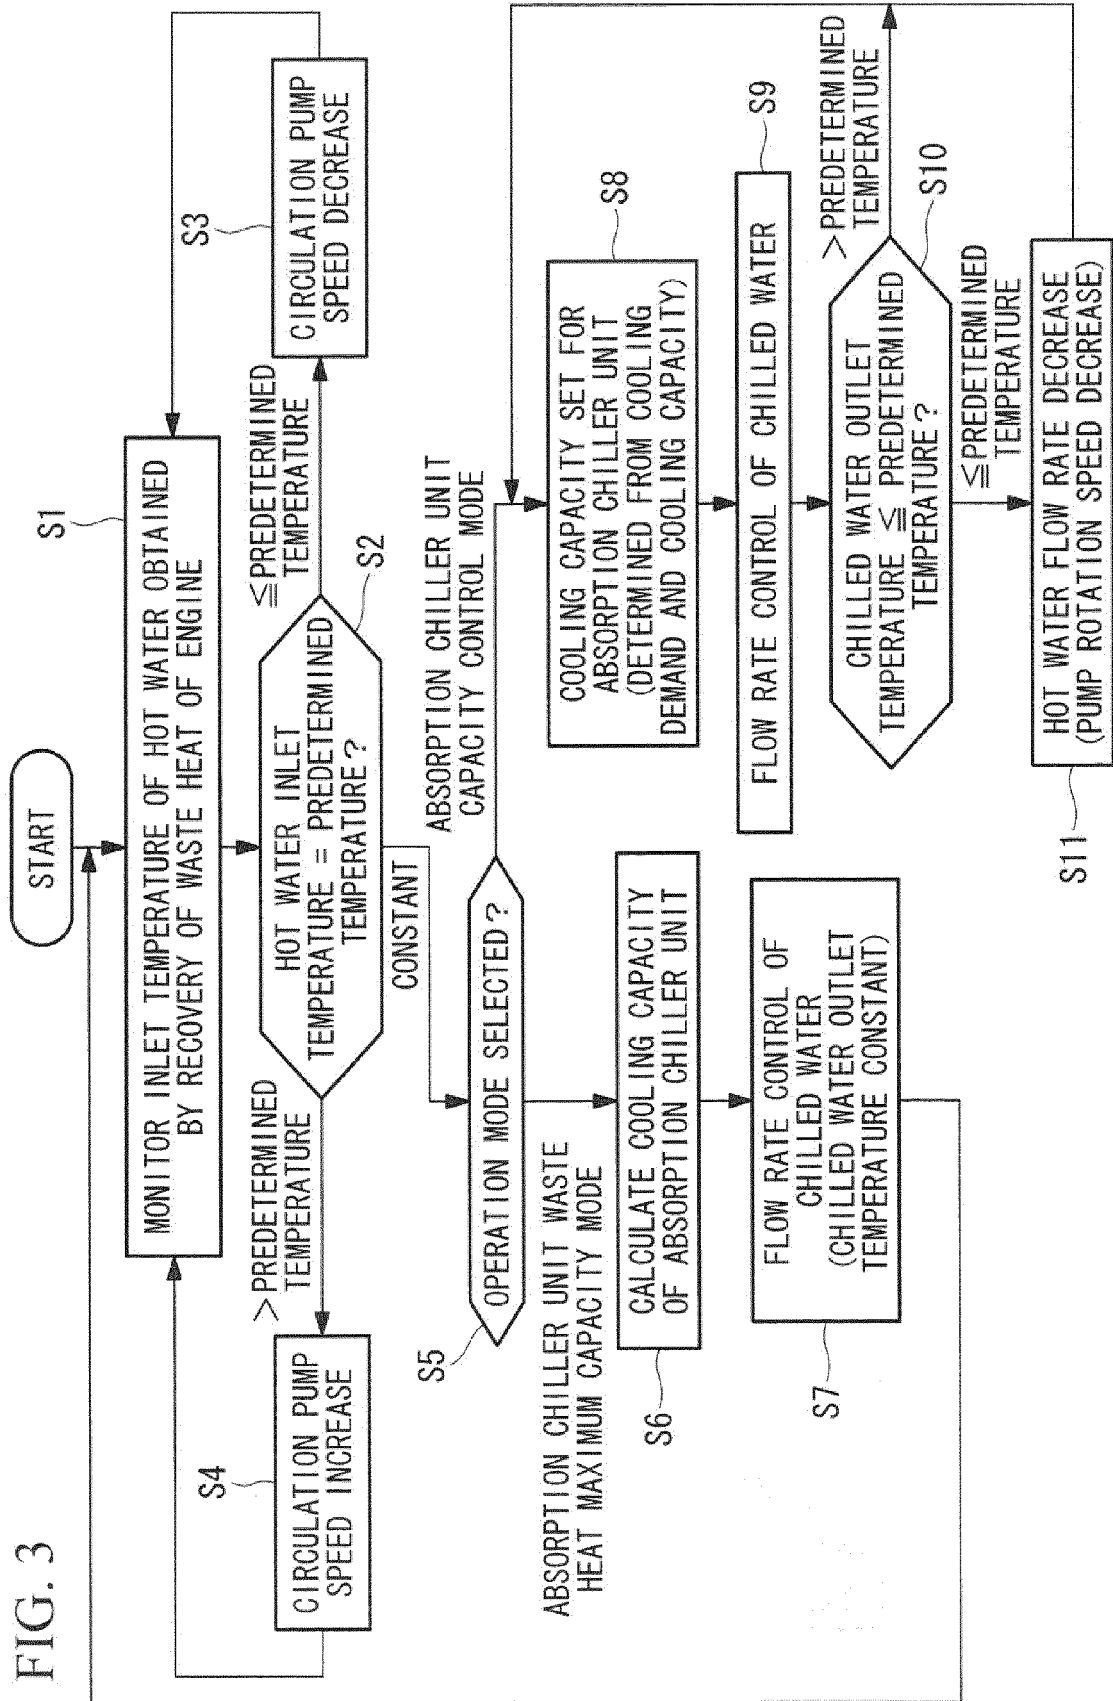 FIG. 3
START
S1
MONITOR INLET TEMPERATURE OF HOT WATER OBTAINED
BY RECOVERY OF WASTE HEAT OF ENGINE
S2
HOT WATER INLET
TEMPERATURE = PREDETERMINED
TEMPERATURE?
>PREDETERMINED
TEMPERATURE
≦PREDETERMINED
TEMPERATURE
S4
CIRCULATION PUMP
SPEED INCREASE
S3
CIRCULATION PUMP
SPEED DECREASE
CONSTANT
S5
OPERATION MODE SELECTED?
ABSORPTION CHILLER UNIT WASTE
HEAT MAXIMUM CAPACITY MODE
ABSORPTION CHILLER UNIT
CAPACITY CONTROL MODE
S6
CALCULATE COOLING CAPACITY
OF ABSORPTION CHILLER UNIT
S7
FLOW RATE CONTROL OF
CHILLED WATER
(CHILLED WATER OUTLET
TEMPERATURE CONSTANT)
S8
COOLING CAPACITY SET FOR
ABSORPTION CHILLER UNIT
(DETERMINED FROM COOLING
DEMAND AND COOLING CAPACITY)
S9
FLOW RATE CONTROL OF CHILLED WATER
S10
CHILLED WATER OUTLET
TEMPERATURE ≦ PREDETERMINED
TEMPERATURE?
>PREDETERMINED
TEMPERATURE
≦PREDETERMINED
TEMPERATURE
S11
HOT WATER FLOW RATE DECREASE
(PUMP ROTATION SPEED DECREASE)